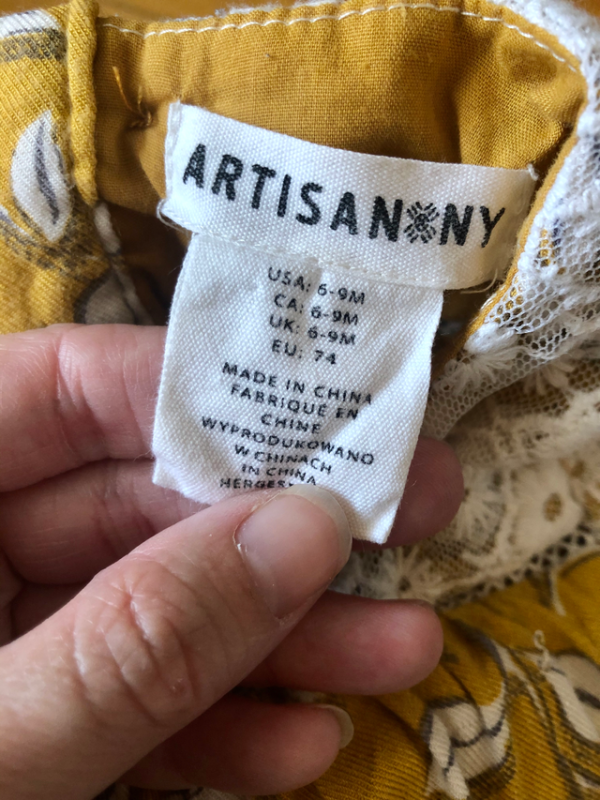 ARTISAN NY
USA: 6-9M
CA: 6-9M
UK: 6-9M
EU: 74
MADE IN CHINA
FABRIQUÉ EN
CHINE
WYPRODUKOWANO
W CHINACH
IN CHINA